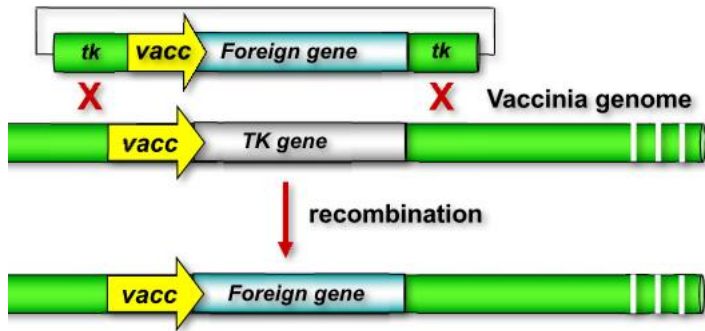 tk vacc Foreign gene tk
X X Vaccinia genome
vacc TK gene
recombination
vacc Foreign gene